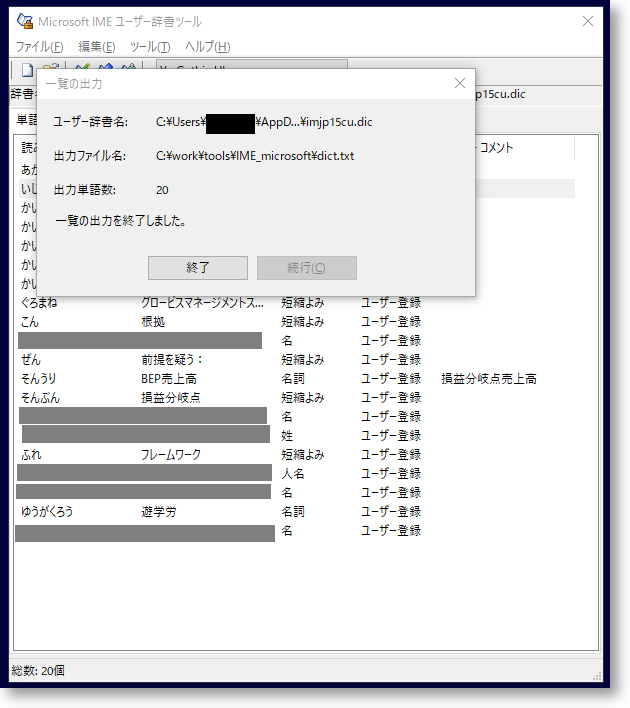 Microsoft IME ユーザー辞書ツール
ファイル(F) 編集(E) ツール(T) ヘルプ(H)
辞書名 p15cu.dic
一覧の出力
ユーザー辞書名: C:¥Users¥ ¥AppD...¥imjp15cu.dic
出力ファイル名: C:¥work¥tools¥IME_microsoft¥dict.txt
出力単語数: 20
一覧の出力を終了しました。
終了 続行(C)
単語
読み コメント
あか
いじ
かい
かい
かい
かい
かい
ぐろまね グロービスマネージメントス... 短縮よみ ユーザー登録
こん 根拠 短縮よみ ユーザー登録
名 ユーザー登録
ぜん 前提を疑う： 短縮よみ ユーザー登録
そんうり BEP売上高 名詞 ユーザー登録 損益分岐点売上高
そんぶん 損益分岐点 短縮よみ ユーザー登録
名 ユーザー登録
姓 ユーザー登録
ふれ フレームワーク 短縮よみ ユーザー登録
人名 ユーザー登録
名 ユーザー登録
ゆうがくろう 遊学労 名詞 ユーザー登録
名 ユーザー登録
総数: 20個